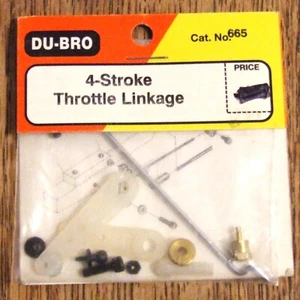 DU-BRO
Cat. No. 665
4-Stroke
Throttle Linkage
PRICE